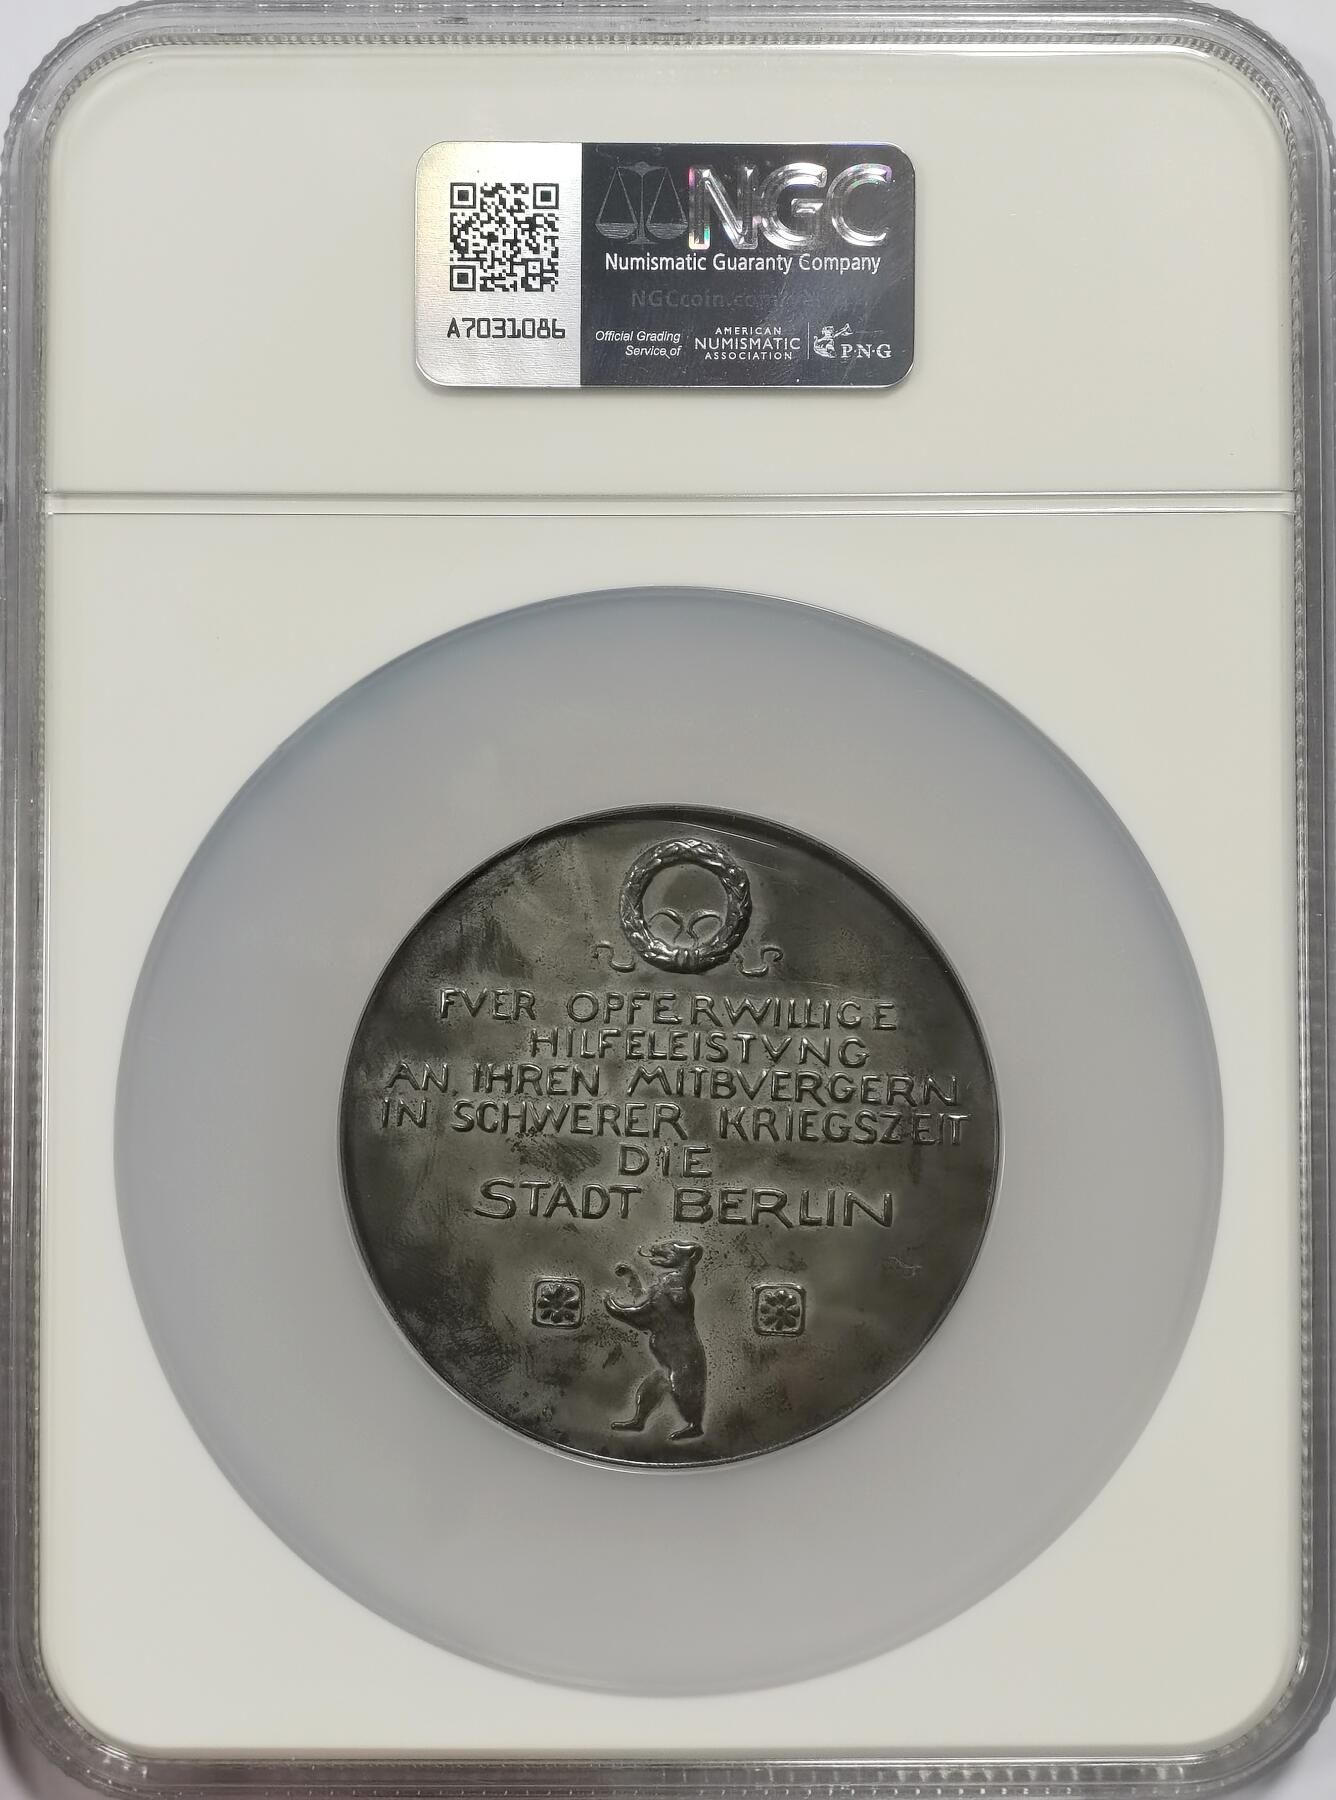 NGC
Numismatic Guaranty Company
NGCcoin.com
A7031086
Official Grading
Service of
AMERICAN
NUMISMATIC
ASSOCIATION
P·N·G
FVER OPFERWILLIGE
HILFELEISTVNG
AN IHREN MITBVERGERN
IN SCHWERER KRIEGSZEIT
DIE
STADT BERLIN